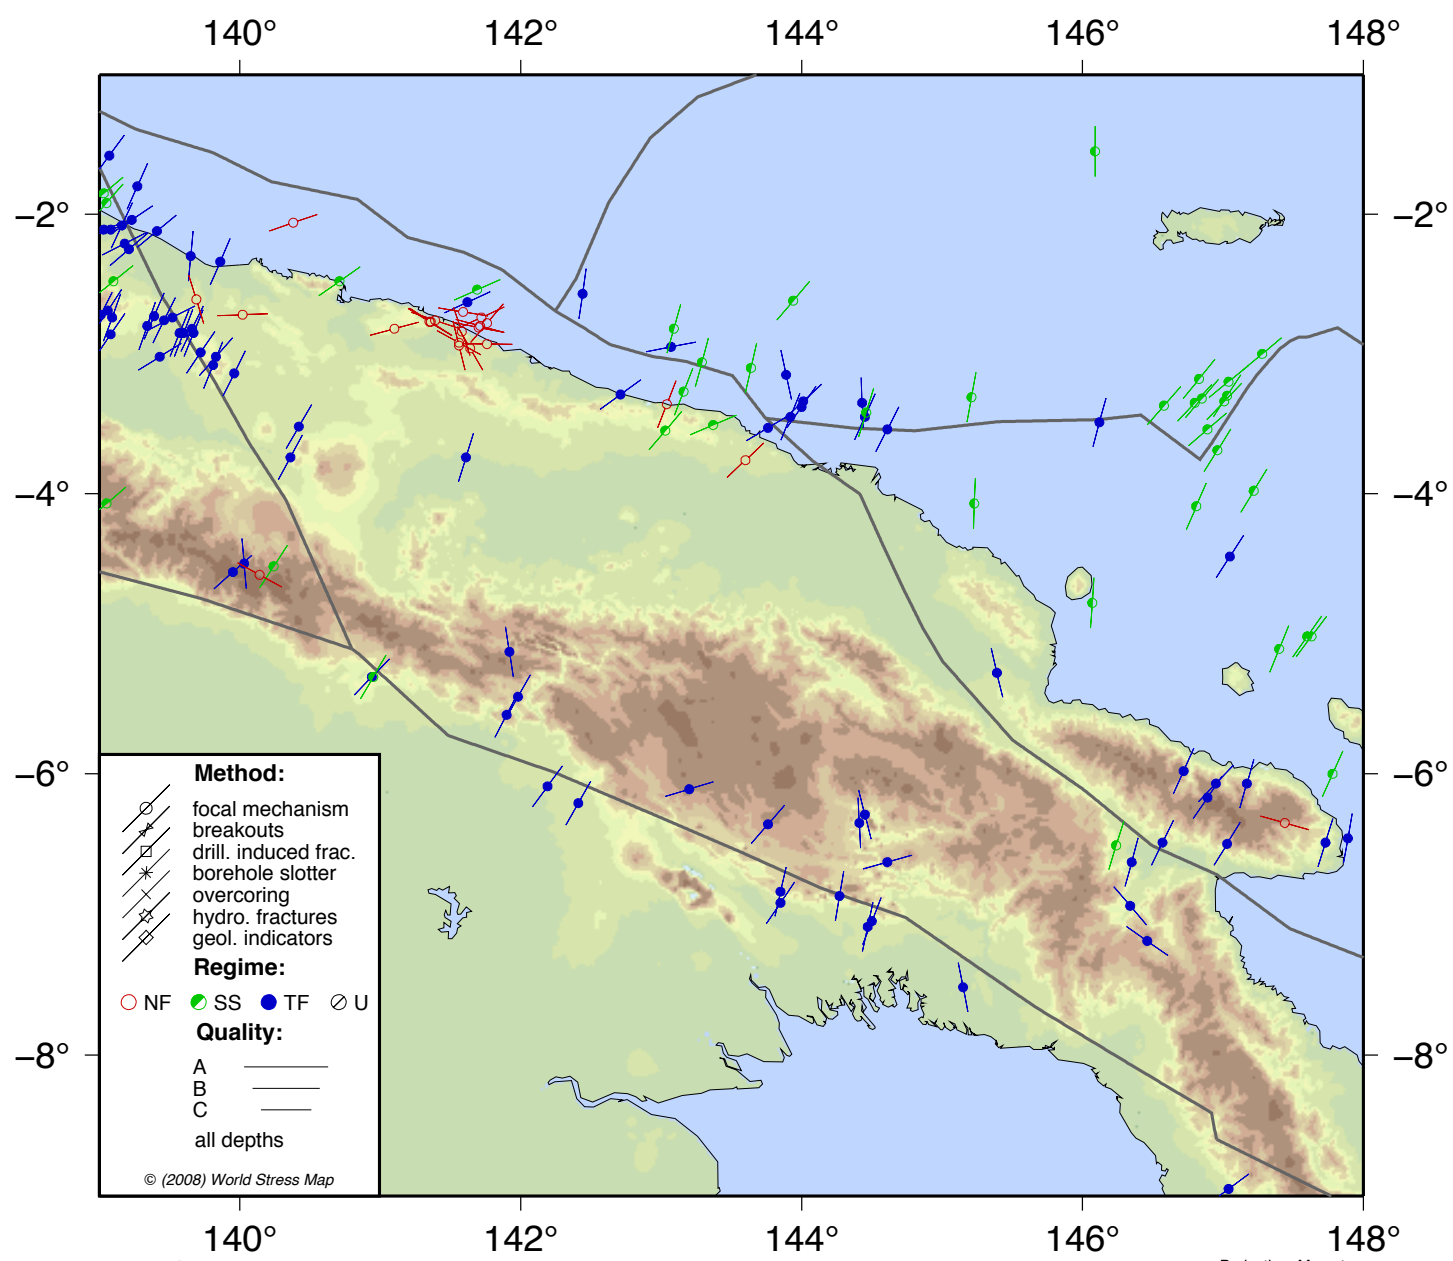 140° 142° 144° 146° 148°
−2° −2°
−4° −4°
−6° −6°
Method:
focal mechanism
breakouts
drill. induced frac.
borehole slotter
overcoring
hydro. fractures
geol. indicators
Regime:
NF SS TF U
Quality:
A
B
C
all depths
© (2008) World Stress Map
−8° −8°
140° 142° 144° 146° 148°